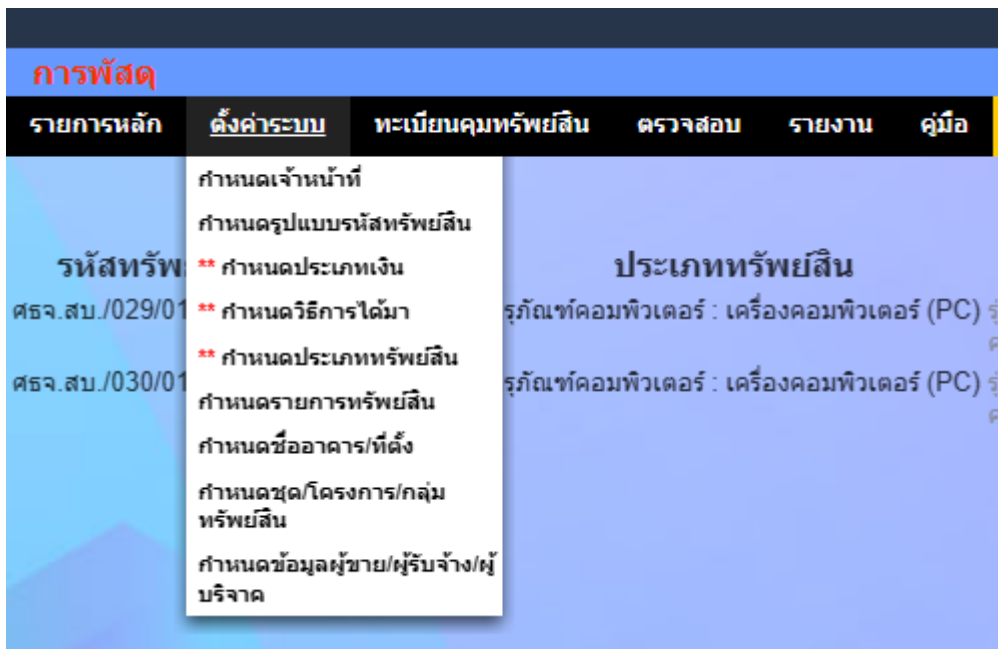 การพัสดุ
รายการหลัก ตั้งค่าระบบ ทะเบียนคุมทรัพย์สิน ตรวจสอบ รายงาน คู่มือ
กำหนดเจ้าหน้าที่
กำหนดรูปแบบรหัสทรัพย์สิน
** กำหนดประเภทเงิน
** กำหนดวิธีการได้มา
** กำหนดประเภททรัพย์สิน
กำหนดรายการทรัพย์สิน
กำหนดชื่ออาคาร/ที่ตั้ง
กำหนดชุด/โครงการ/กลุ่ม
ทรัพย์สิน
กำหนดข้อมูลผู้ขาย/ผู้รับจ้าง/ผู้
บริจาค
รหัสทรัพ ประเภททรัพย์สิน
ศธจ.สบ./029/01 รุภัณฑ์คอมพิวเตอร์ : เครื่องคอมพิวเตอร์ (PC)
ศธจ.สบ./030/01 รุภัณฑ์คอมพิวเตอร์ : เครื่องคอมพิวเตอร์ (PC)